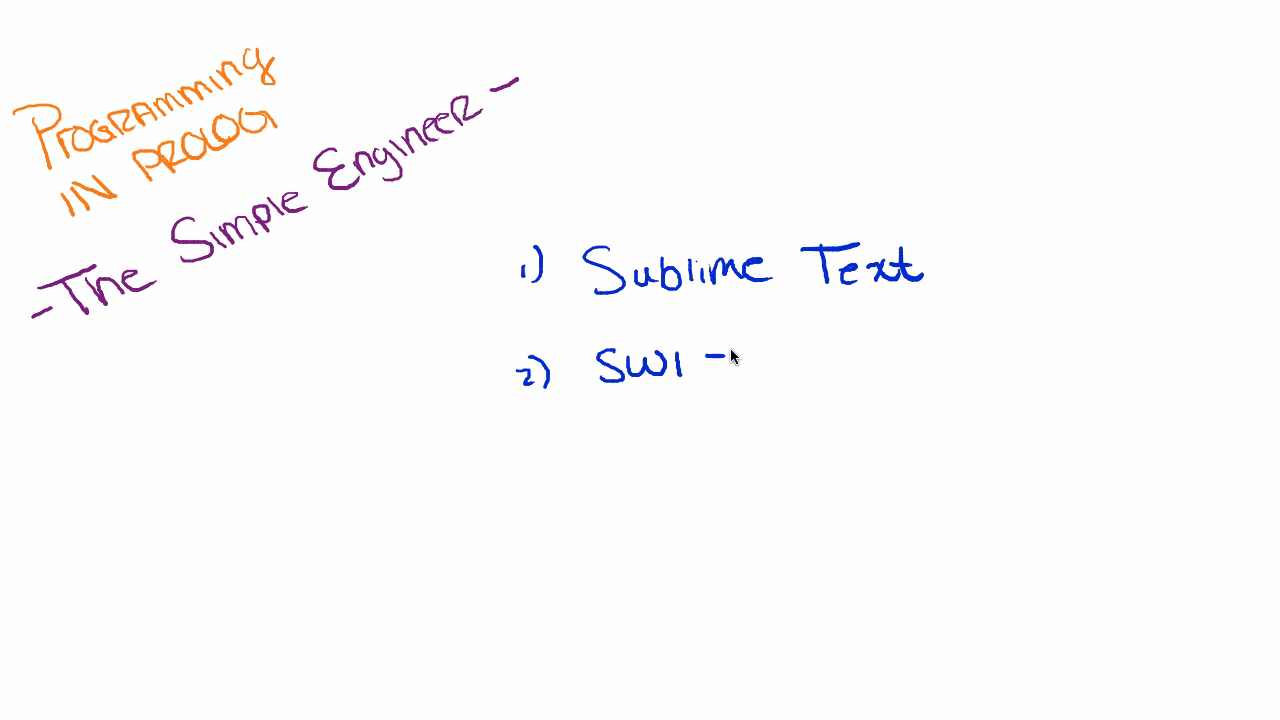 PROGRAMMING
IN PROLOG
- The Simple Engineer -
1) Sublime Text
2) SWI -